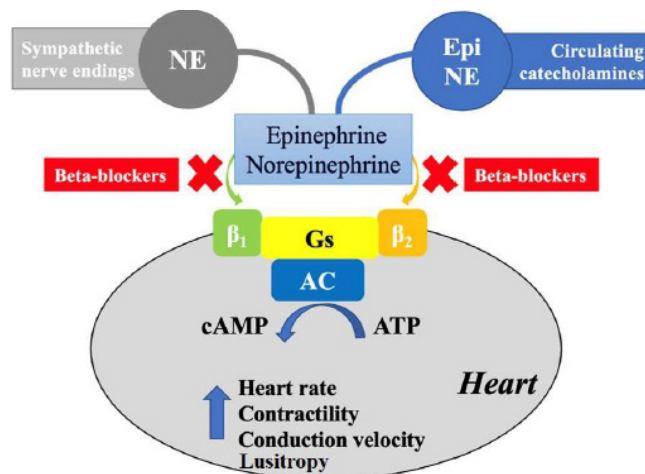 Sympathetic
nerve endings
NE
Epi
NE
Circulating
catecholamines
Epinephrine
Norepinephrine
Beta-blockers
Beta-blockers
β1
Gs
β2
AC
cAMP
ATP
Heart
Heart rate
Contractility
Conduction velocity
Lusitropy